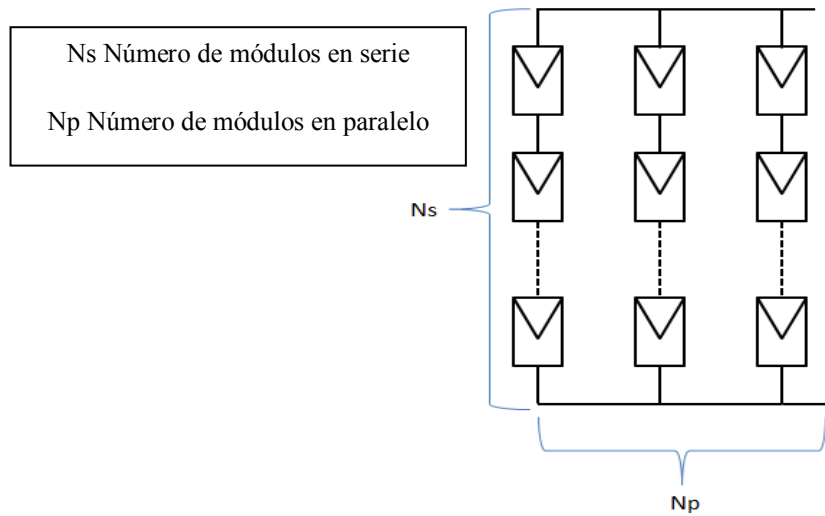 Ns Número de módulos en serie
Np Número de módulos en paralelo
Ns
Np